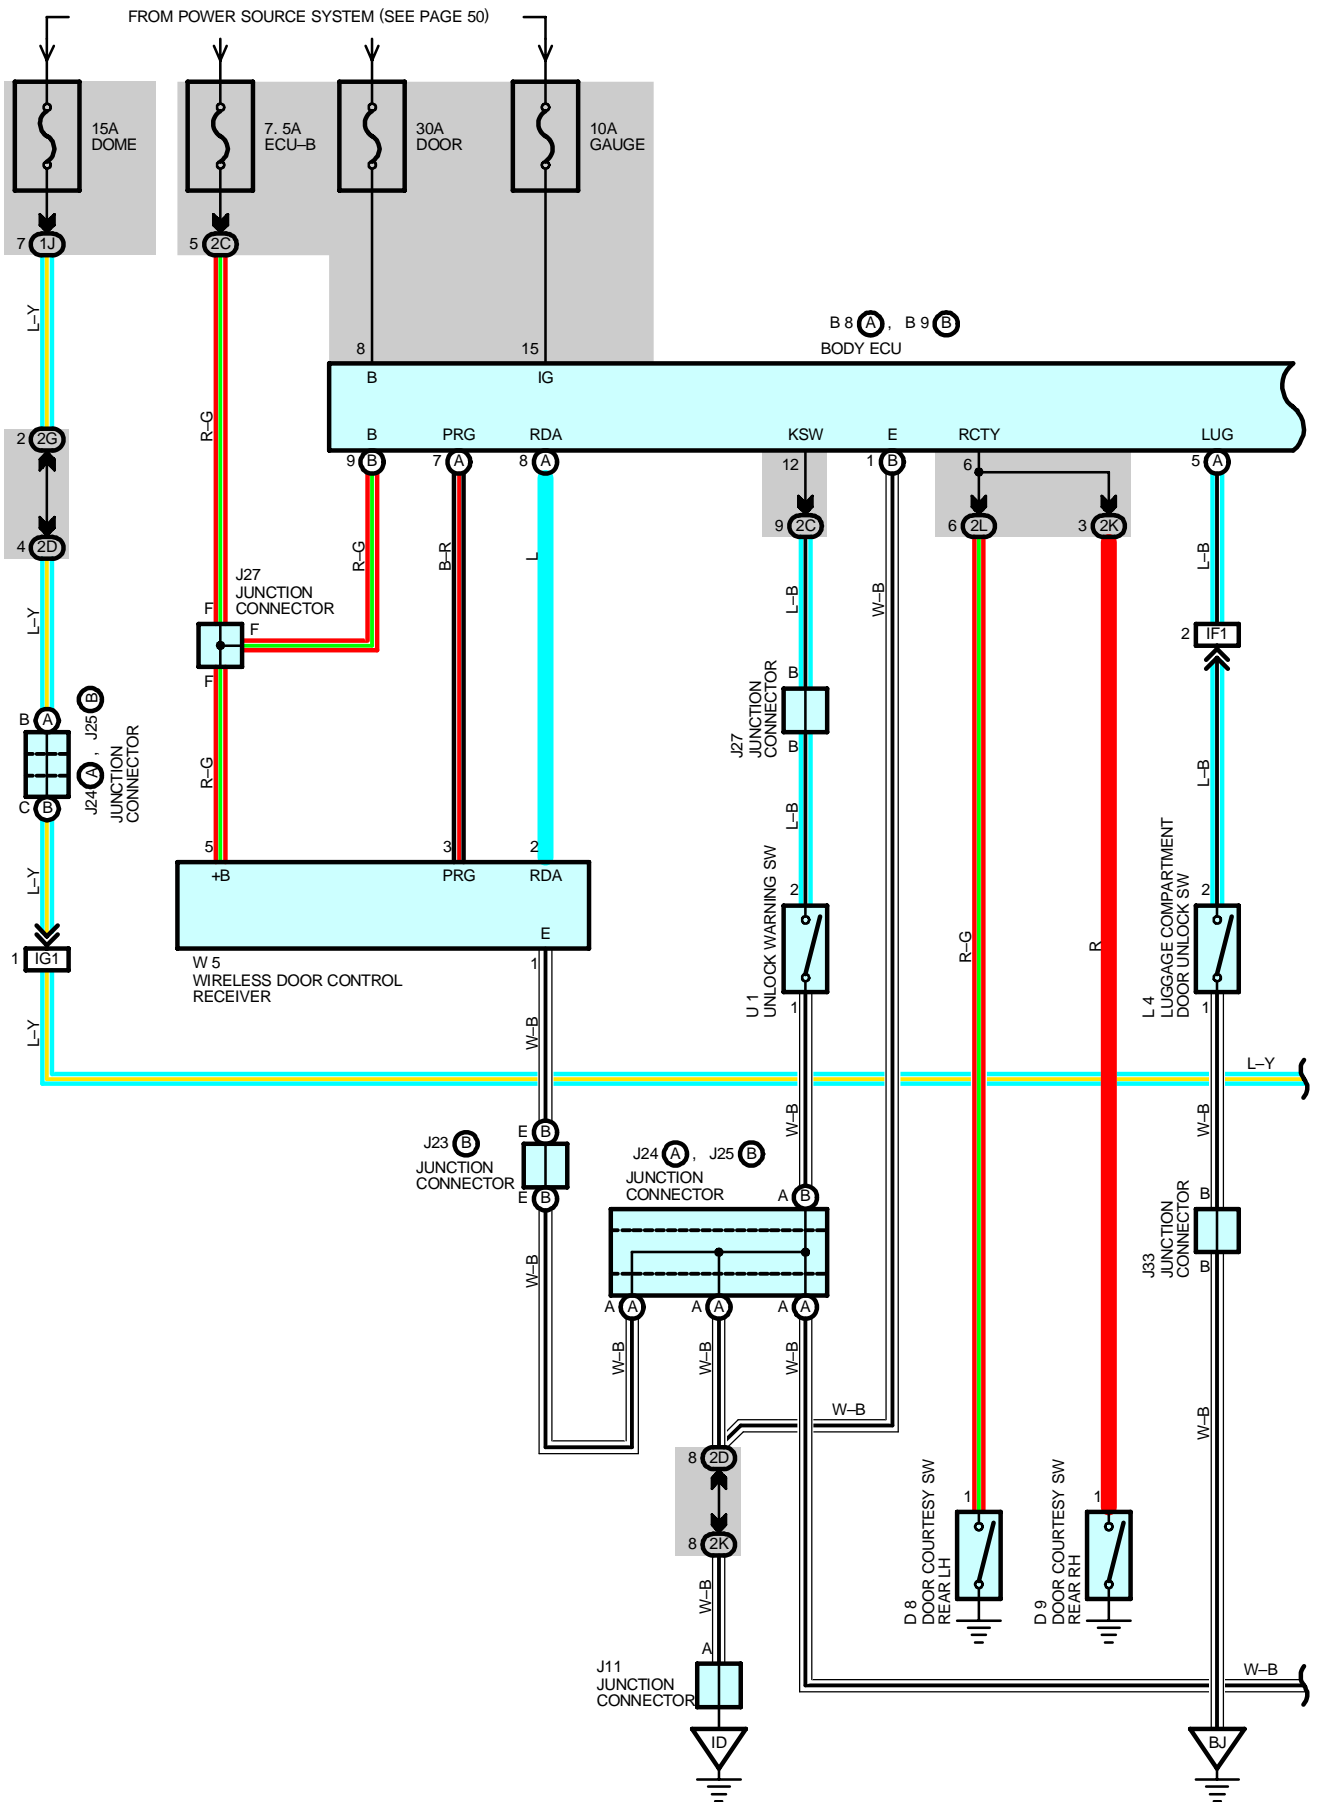 FROM POWER SOURCE SYSTEM (SEE PAGE 50)
15A
DOME
7. 5A
ECU–B
30A
DOOR
10A
GAUGE
7 1J
5 2C
L–Y
B 8 A , B 9 B
BODY ECU
8
15
B
IG
R–G
2 2G
B
PRG
RDA
KSW
E
RCTY
LUG
9 B
7 A
8 A
12
1 B
6
5 A
9 2C
6 2L
3 2K
4 2D
R–G
B–R
L
L–B
W–B
L–B
J27
JUNCTION
CONNECTOR
F
F
F
L–Y
2 IF1
B A
J24 A , J25 B
JUNCTION
CONNECTOR
C B
B
J27
JUNCTION
CONNECTOR
B
R–G
L–B
L–B
5
3
2
+B
PRG
RDA
E
L–Y
2
U 1
UNLOCK WARNING SW
1
2
L 4
LUGGAGE COMPARTMENT
DOOR UNLOCK SW
1
R–G
R
1 IG1
W 5
WIRELESS DOOR CONTROL
RECEIVER
1
L–Y
W–B
L–Y
W–B
W–B
J23 B
JUNCTION
CONNECTOR
E B
E B
J24 A , J25 B
JUNCTION
CONNECTOR
A B
B
J33
JUNCTION
CONNECTOR
B
W–B
A A
A A
A A
W–B
W–B
W–B
W–B
W–B
8 2D
8 2K
1
D 8
DOOR COURTESY SW
REAR LH
1
D 9
DOOR COURTESY SW
REAR RH
W–B
A
J11
JUNCTION
CONNECTOR
W–B
ID
BJ